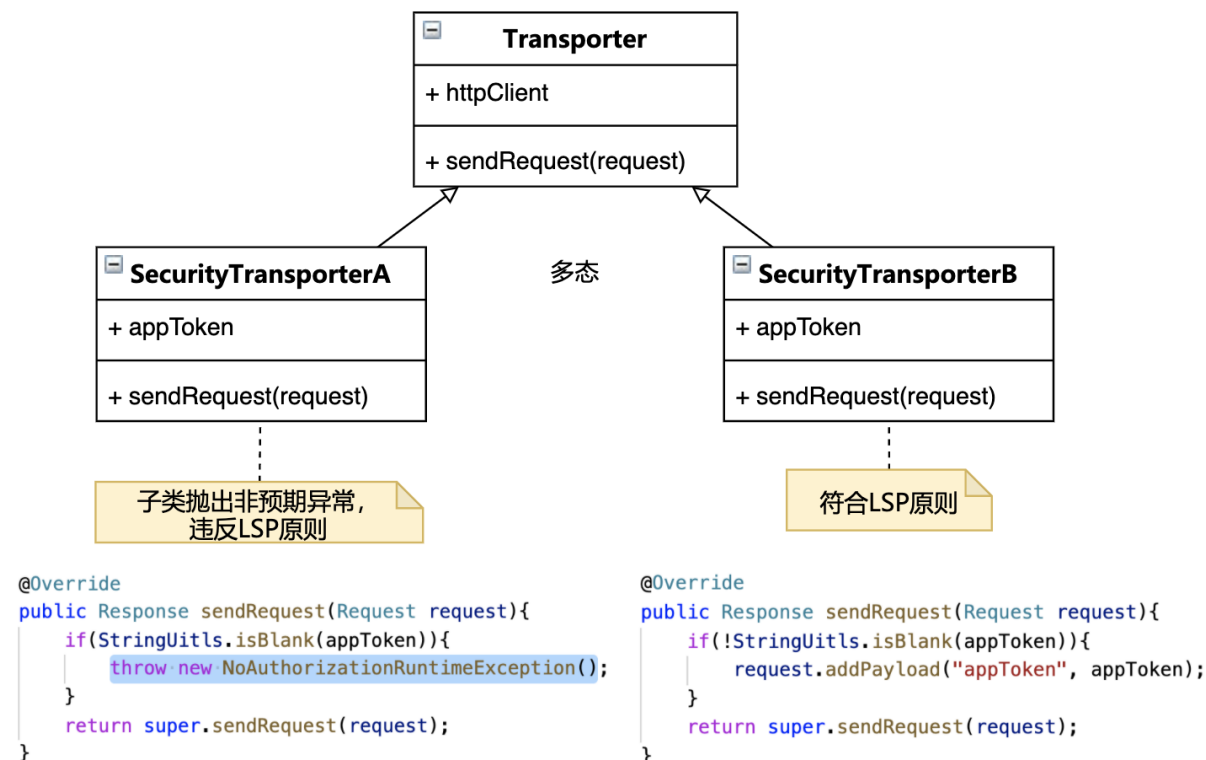 Transporter
+ httpClient
+ sendRequest(request)
SecurityTransporterA
+ appToken
+ sendRequest(request)
多态
SecurityTransporterB
+ appToken
+ sendRequest(request)
子类抛出非预期异常，
违反LSP原则
符合LSP原则
@Override
public Response sendRequest(Request request){
if(StringUitls.isBlank(appToken)){
throw new NoAuthorizationRuntimeException();
}
return super.sendRequest(request);
}
@Override
public Response sendRequest(Request request){
if(!StringUitls.isBlank(appToken)){
request.addPayload("appToken", appToken);
}
return super.sendRequest(request);
}